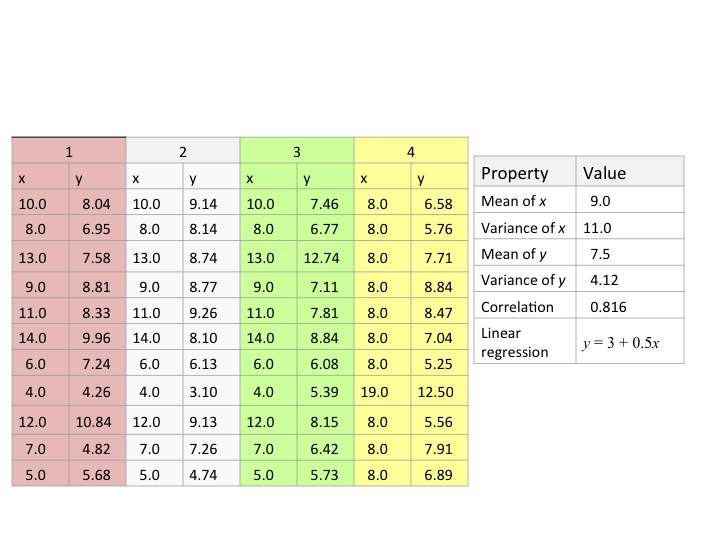 1 2 3 4
x y x y x y x y
10.0 8.04 10.0 9.14 10.0 7.46 8.0 6.58
8.0 6.95 8.0 8.14 8.0 6.77 8.0 5.76
13.0 7.58 13.0 8.74 13.0 12.74 8.0 7.71
9.0 8.81 9.0 8.77 9.0 7.11 8.0 8.84
11.0 8.33 11.0 9.26 11.0 7.81 8.0 8.47
14.0 9.96 14.0 8.10 14.0 8.84 8.0 7.04
6.0 7.24 6.0 6.13 6.0 6.08 8.0 5.25
4.0 4.26 4.0 3.10 4.0 5.39 19.0 12.50
12.0 10.84 12.0 9.13 12.0 8.15 8.0 5.56
7.0 4.82 7.0 7.26 7.0 6.42 8.0 7.91
5.0 5.68 5.0 4.74 5.0 5.73 8.0 6.89
Property Value
Mean of x 9.0
Variance of x 11.0
Mean of y 7.5
Variance of y 4.12
Correlation 0.816
Linear
regression y = 3 + 0.5x